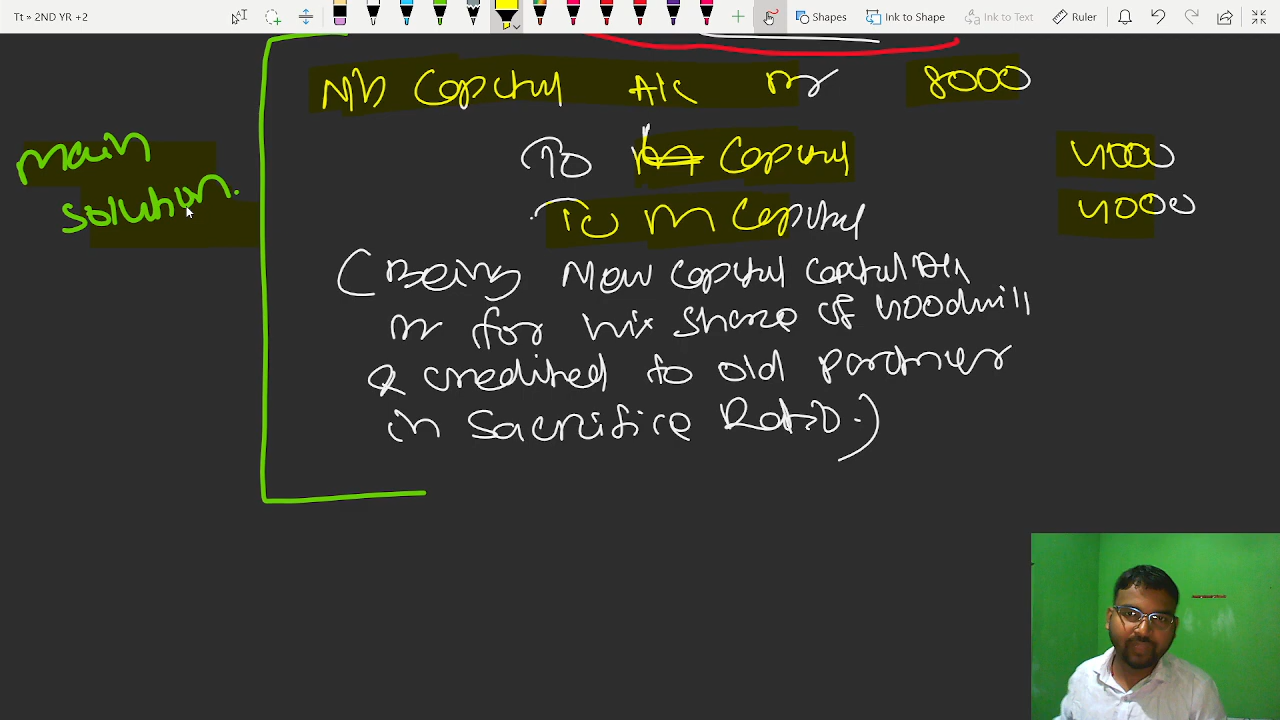 Tt » 2ND YR +2
Shapes Ink to Shape Ink to Text Ruler
Capital A/c Dr 8000
To Capital 4000
To M Capital 4000
main
solution.
(Being New Capital Capital A/c
Dr for his share of Goodwill
& credited to old partner
in Sacrifice Ratio.)